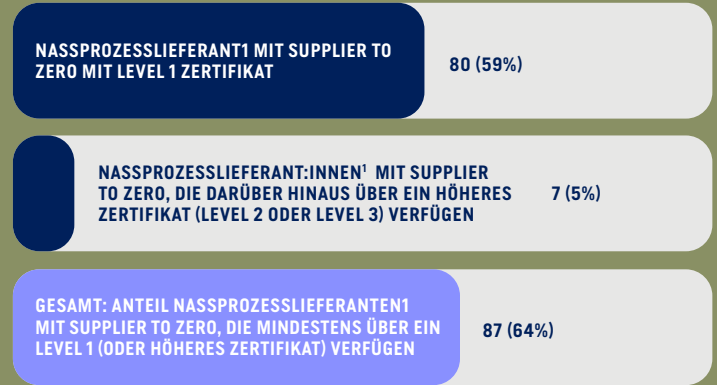 NASSPROZESSLIEFERANT1 MIT SUPPLIER TO
ZERO MIT LEVEL 1 ZERTIFIKAT
80 (59%)
NASSPROZESSLIEFERANT:INNEN¹ MIT SUPPLIER
TO ZERO, DIE DARÜBER HINAUS ÜBER EIN HÖHERES
ZERTIFIKAT (LEVEL 2 ODER LEVEL 3) VERFÜGEN
7 (5%)
GESAMT: ANTEIL NASSPROZESSLIEFERANTEN1
MIT SUPPLIER TO ZERO, DIE MINDESTENS ÜBER EIN
LEVEL 1 (ODER HÖHERES ZERTIFIKAT) VERFÜGEN
87 (64%)